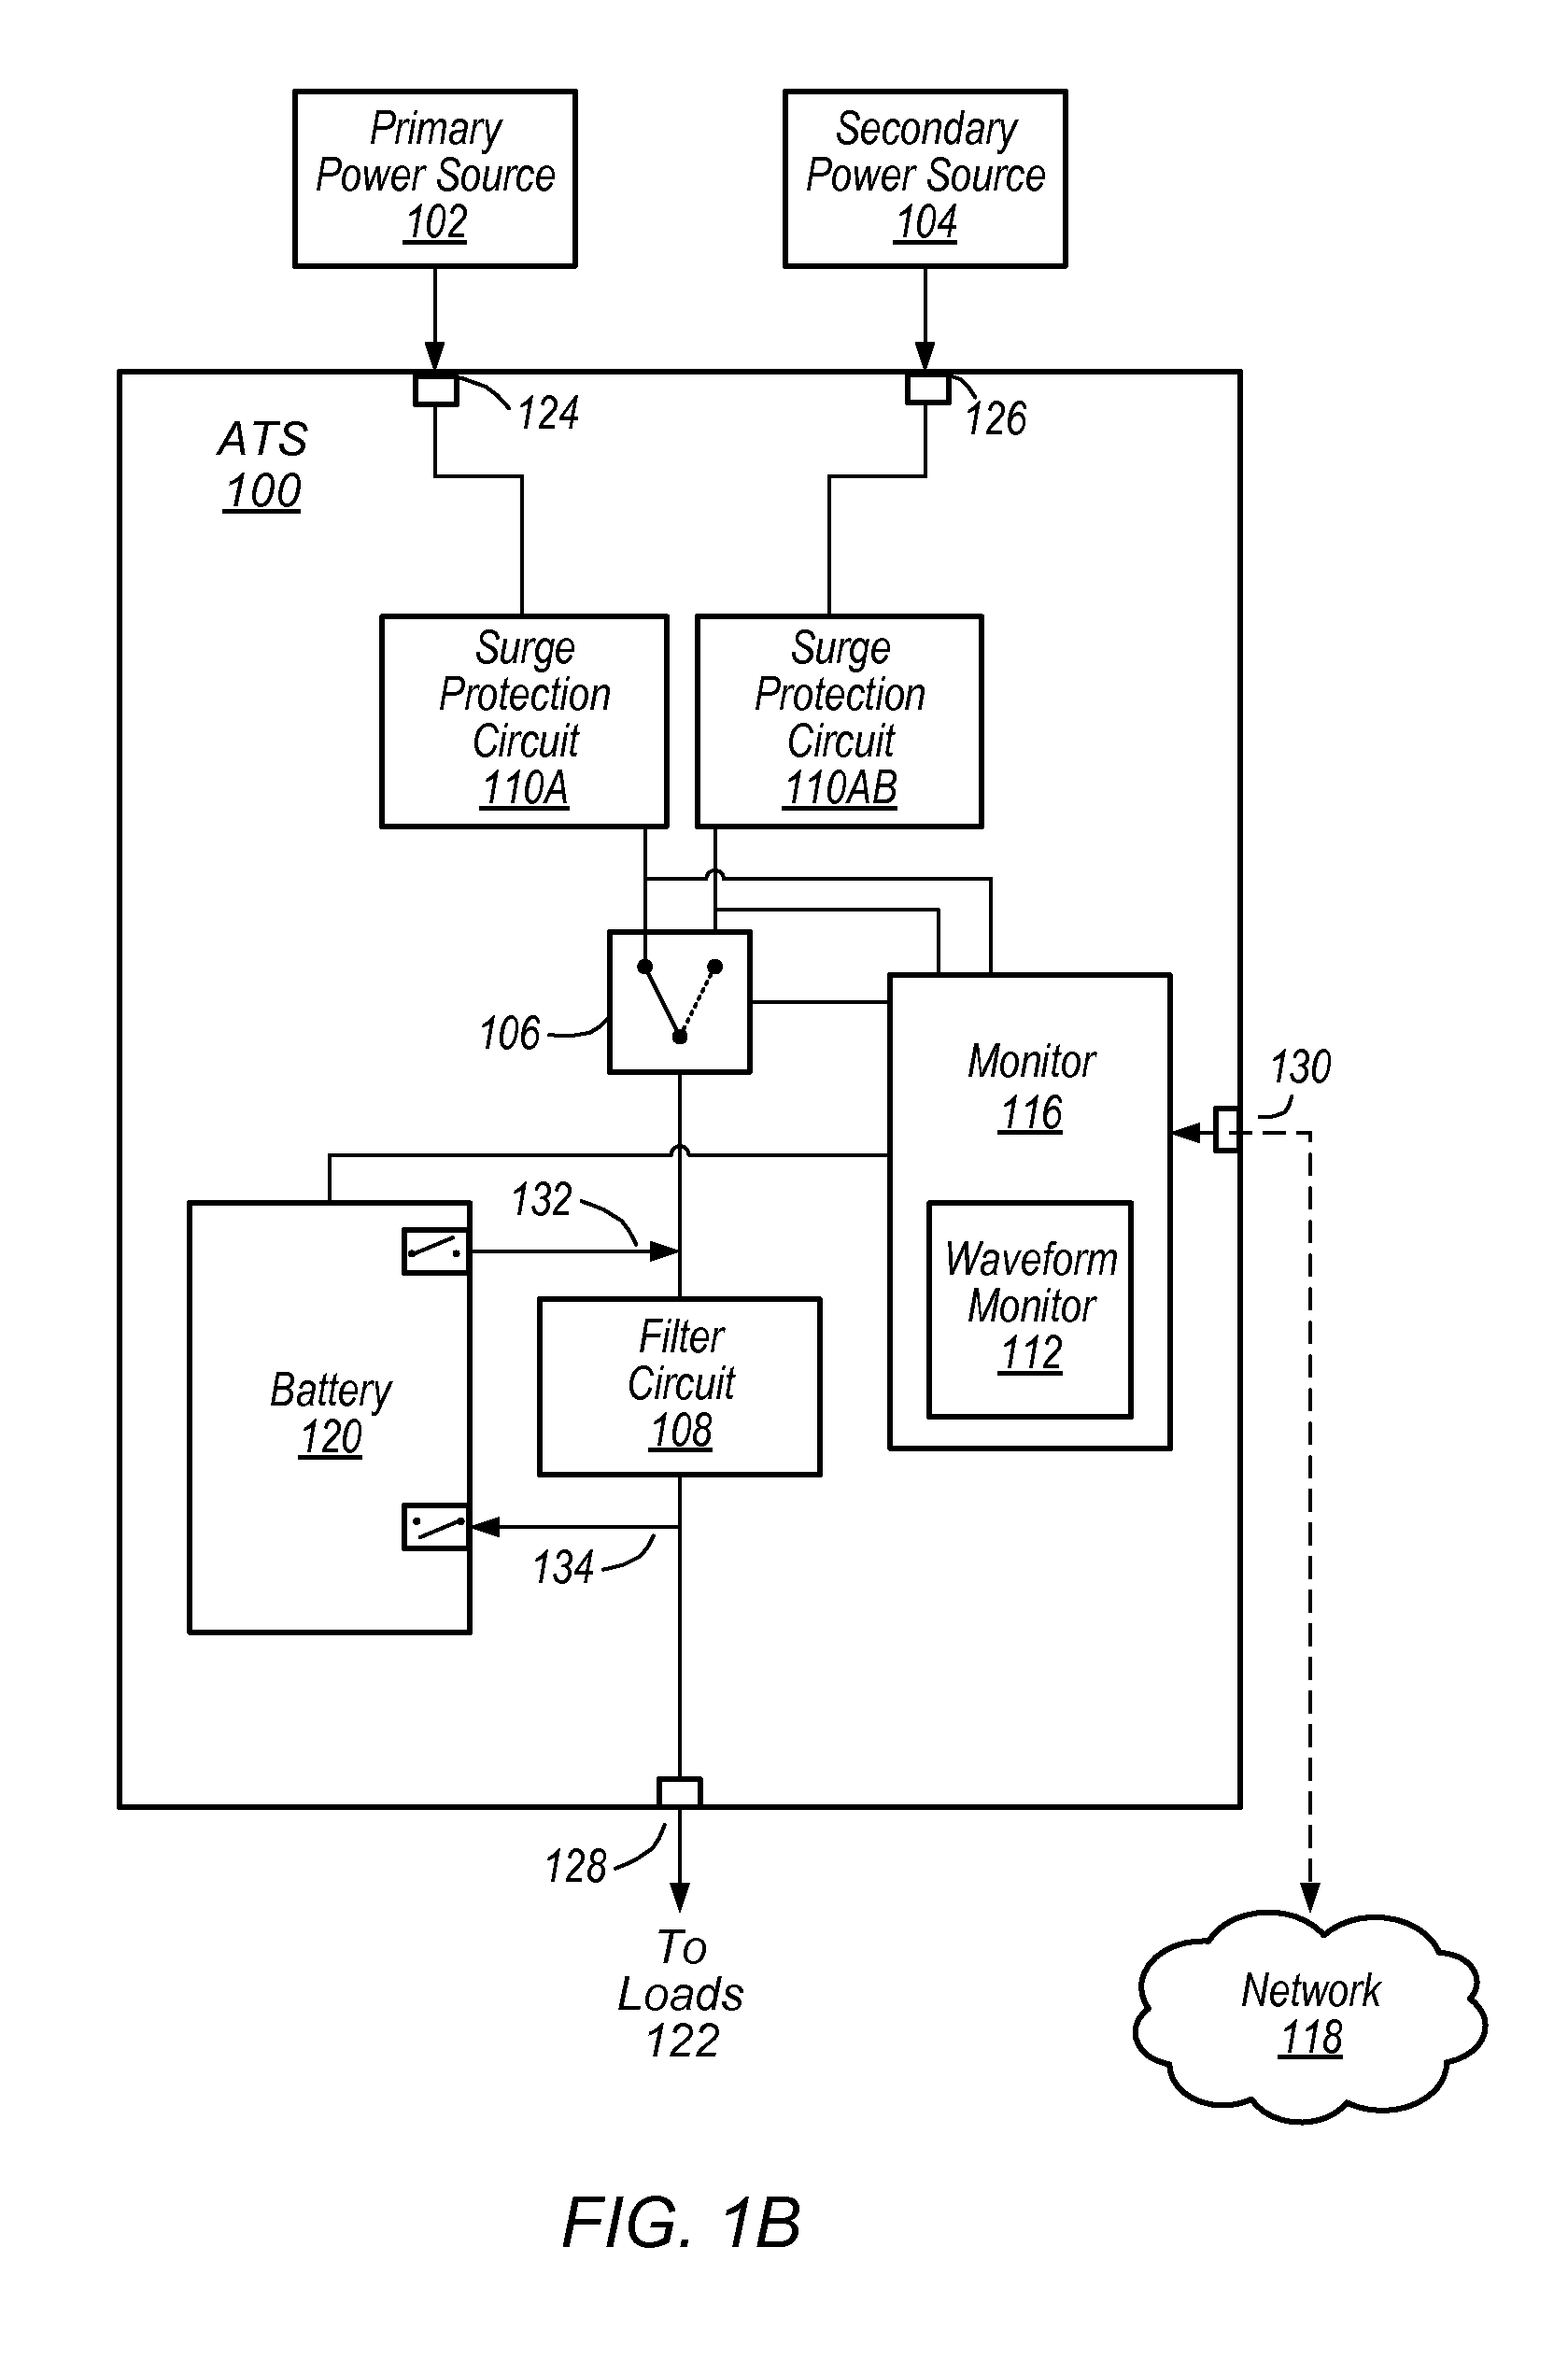 Primary
Power Source
102
Secondary
Power Source
104
124
126
ATS
100
Surge
Protection
Circuit
110A
Surge
Protection
Circuit
110AB
106
Monitor
116
130
132
Waveform
Monitor
112
Filter
Circuit
108
Battery
120
134
128
To
Loads
122
Network
118
FIG. 1B